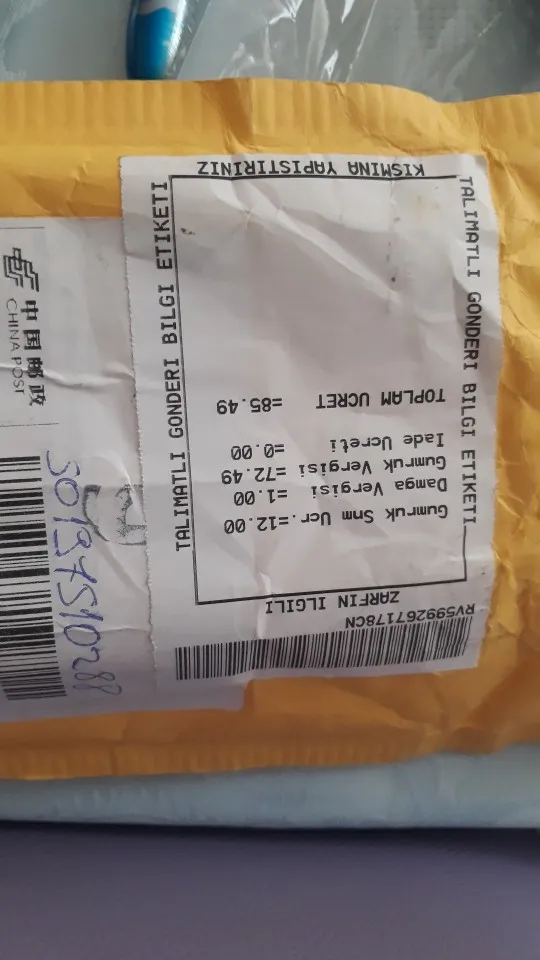 RV599267178CN
ZARFIN ILGILI
TALIMATLI GONDERI BILGI ETIKETI
Gumruk Snm Ucr.=12.00
Damga Vergisi =1.00
Gumruk Vergisi =72.49
Iade Ucreti =0.00
TOPLAM UCRET =85.49
TALIMATLI GONDERI BILGI ETIKETI
KISMINA YAPISTIRINIZ
中国邮政
CHINA POST